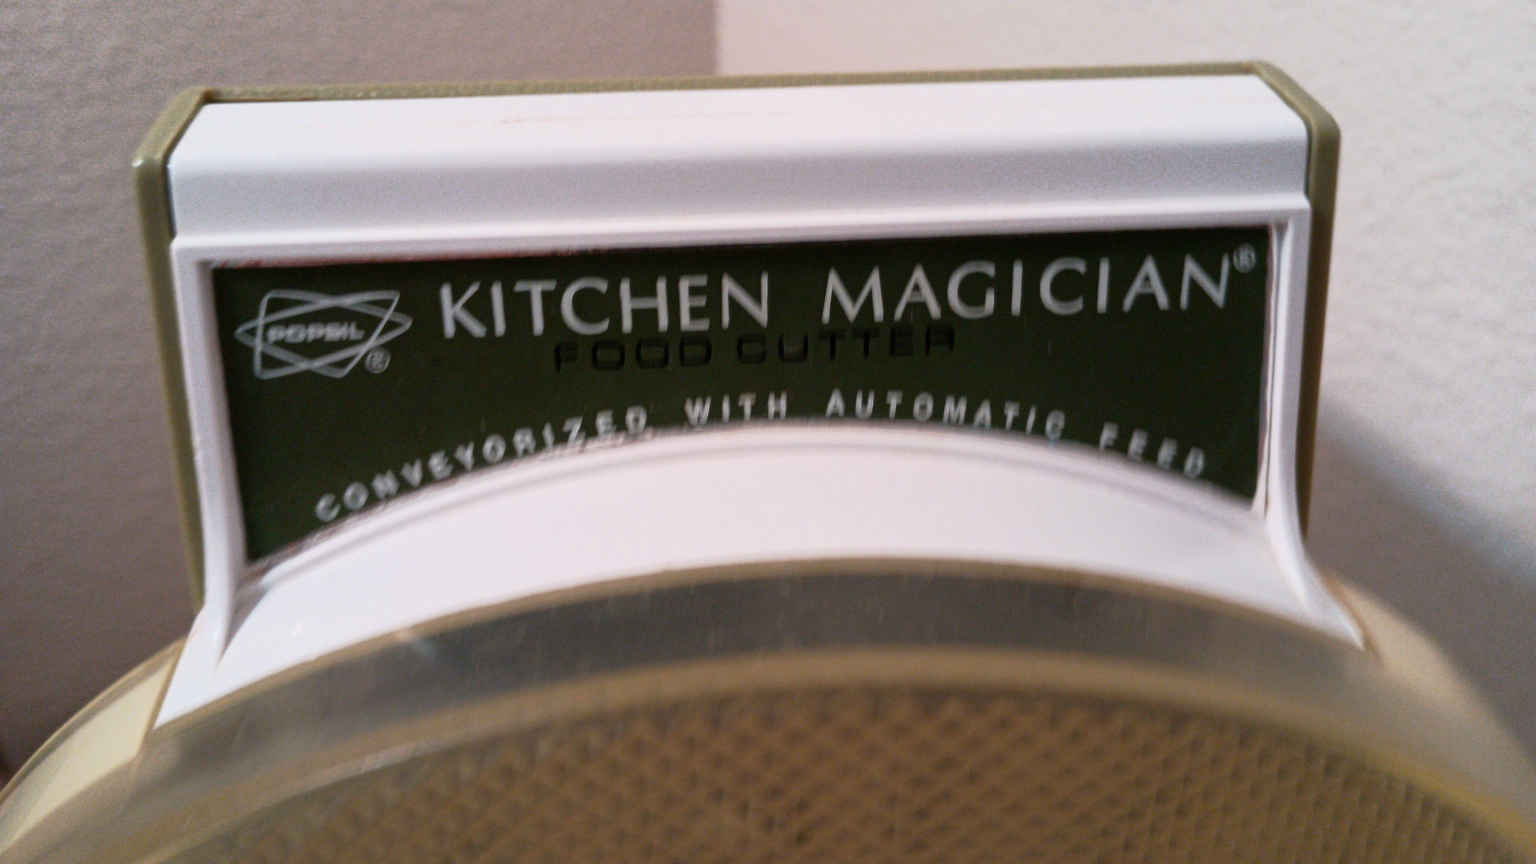 POPEIL ®
KITCHEN MAGICIAN®
FOOD CUTTER
CONVEYORIZED WITH AUTOMATIC FEED